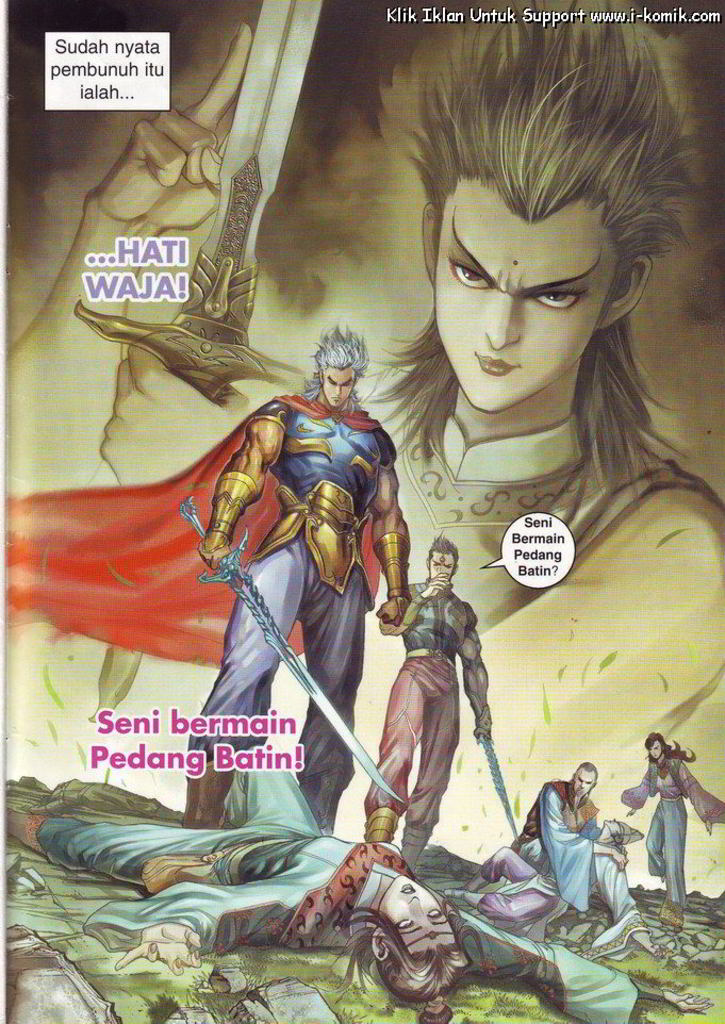 Klik Iklan Untuk Support www.i-komik.com
Sudah nyata
pembunuh itu
ialah...
...HATI
WAJA!
Seni
Bermain
Pedang
Batin?
Seni bermain
Pedang Batin!